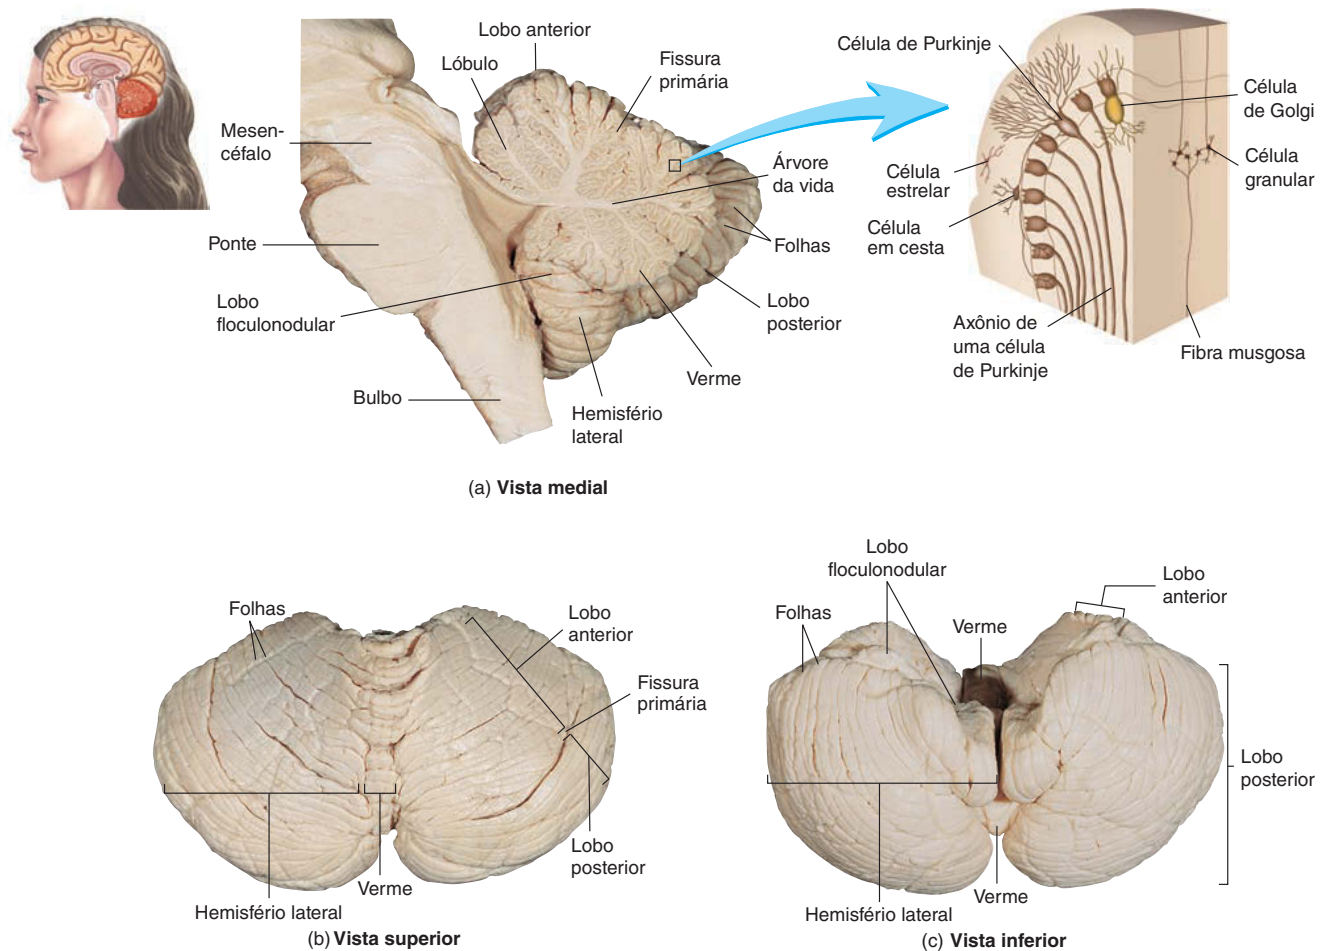 Lobo anterior
Lóbulo
Fissura
primária
Mesen-
céfalo
Árvore
da vida
Ponte
Folhas
Lobo
floculonodular
Lobo
posterior
Verme
Bulbo
Hemisfério
lateral
Célula de Purkinje
Célula
de Golgi
Célula
estrelar
Célula
granular
Célula
em cesta
Axônio de
uma célula
de Purkinje
Fibra musgosa
(a) Vista medial
Folhas
Lobo
anterior
Fissura
primária
Lobo
posterior
Verme
Hemisfério lateral
(b) Vista superior
Lobo
floculonodular
Lobo
anterior
Folhas
Verme
Lobo
posterior
Verme
Hemisfério lateral
(c) Vista inferior